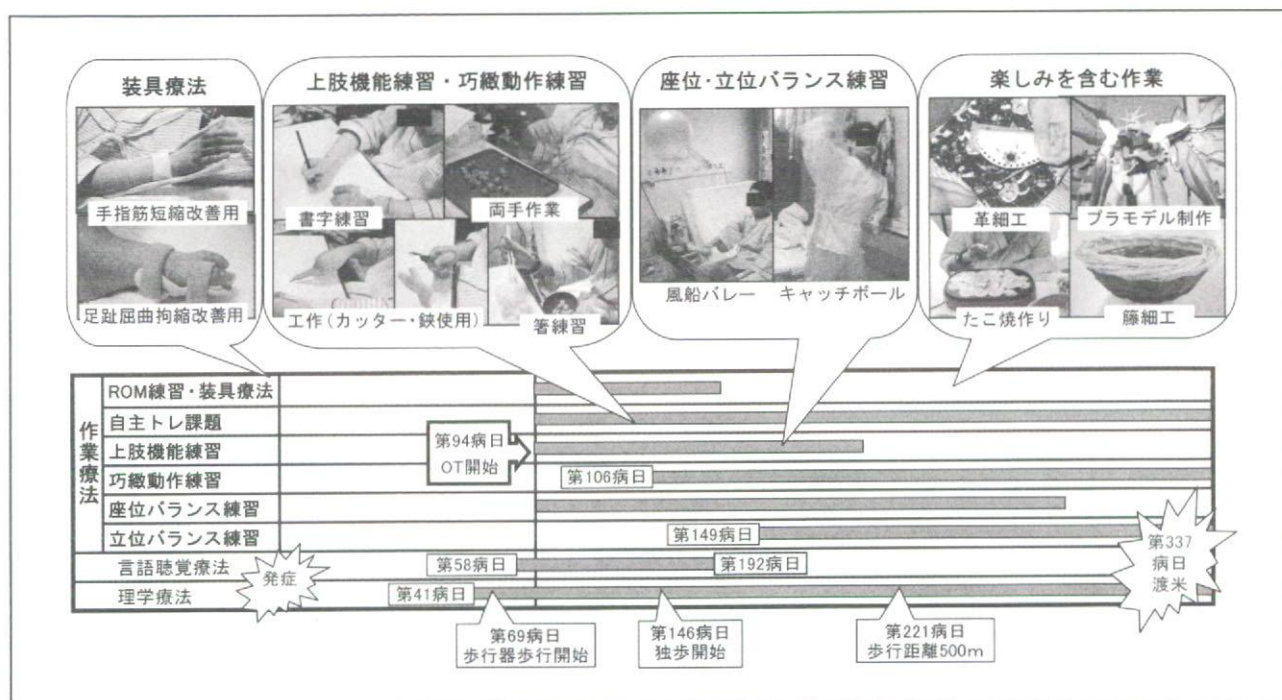 装具療法
手指筋短縮改善用
足趾屈曲拘縮改善用
上肢機能練習・巧緻動作練習
書字練習
両手作業
工作(カッター・鋏使用)
箸練習
座位・立位バランス練習
風船バレー
キャッチボール
楽しみを含む作業
革細工
プラモデル制作
たこ焼作り
籐細工
作業療法
ROM練習・装具療法
自主トレ課題
上肢機能練習
巧緻動作練習
座位バランス練習
立位バランス練習
言語聴覚療法
理学療法
発症
第94病日
OT開始
第106病日
第149病日
第58病日
第192病日
第41病日
第337
病日
渡米
第69病日
歩行器歩行開始
第146病日
独歩開始
第221病日
歩行距離500m